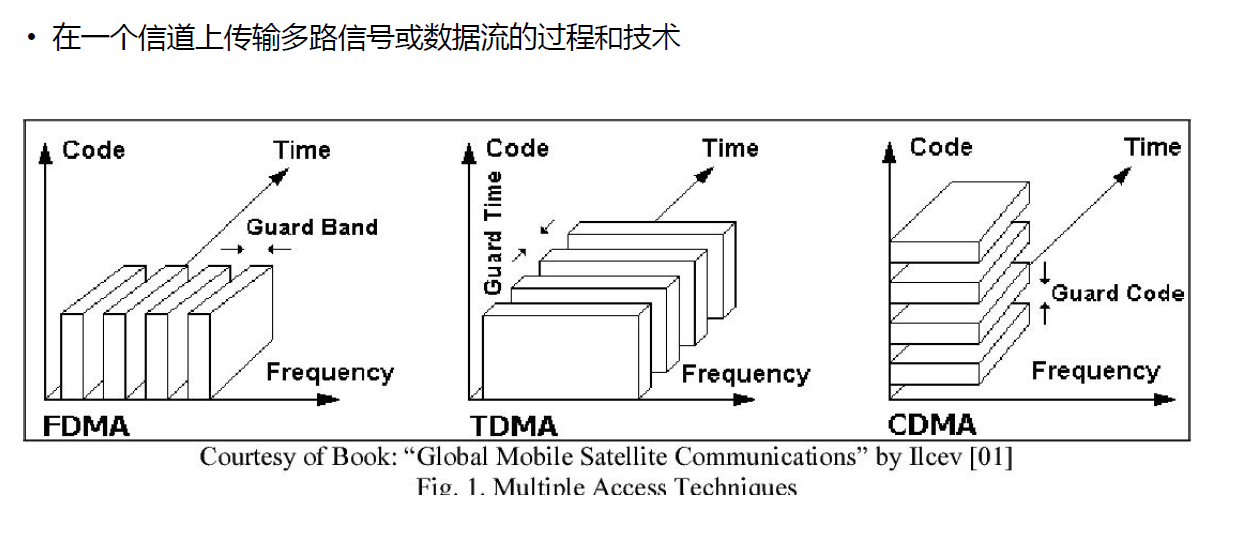 • 在一个信道上传输多路信号或数据流的过程和技术
Code
Time
Guard Band
Frequency
FDMA
Code
Time
Guard Time
Frequency
TDMA
Code
Time
Guard Code
Frequency
CDMA
Courtesy of Book: “Global Mobile Satellite Communications” by Ilcev [01]
Fig. 1. Multiple Access Techniques